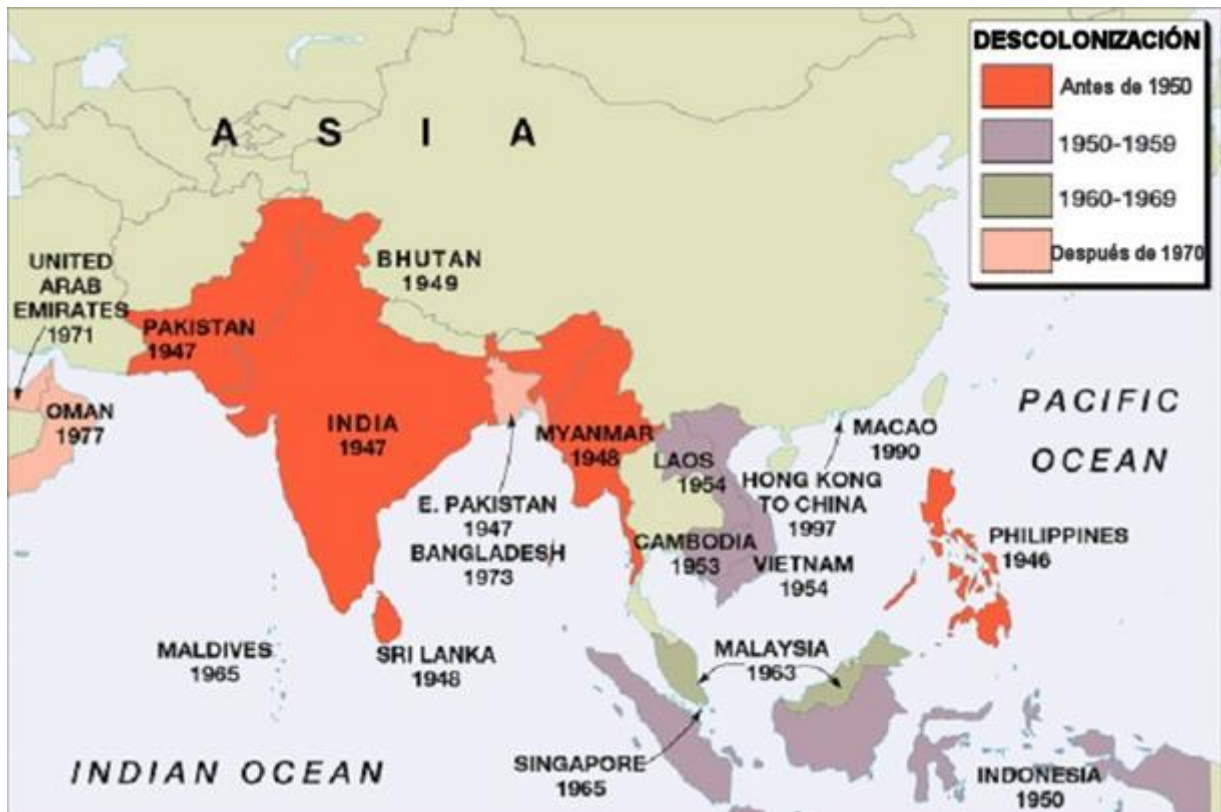 DESCOLONIZACIÓN
Antes de 1950
1950-1959
1960-1969
Después de 1970
A S I A
UNITED
ARAB
EMIRATES
1971
BHUTAN
1949
PAKISTAN
1947
OMAN
1977
INDIA
1947
MYANMAR
1948
E. PAKISTAN
1947
BANGLADESH
1973
LAOS
1954
CAMBODIA
1953
VIETNAM
1954
HONG KONG
TO CHINA
1997
MACAO
1990
PACIFIC
OCEAN
PHILIPPINES
1946
MALDIVES
1965
SRI LANKA
1948
MALAYSIA
1963
SINGAPORE
1965
INDONESIA
1950
INDIAN OCEAN